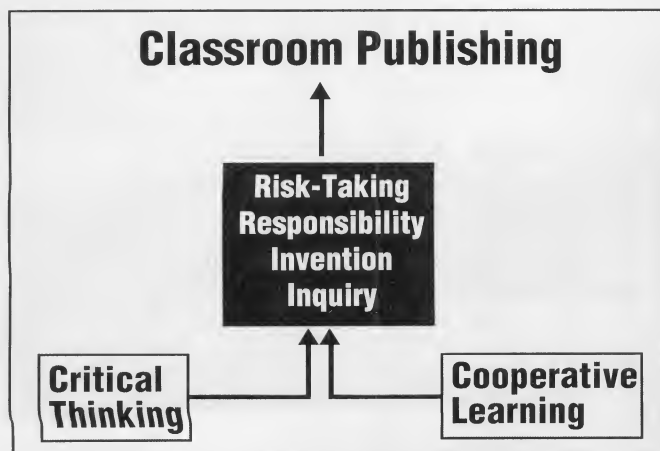 Classroom Publishing
Risk-Taking
Responsibility
Invention
Inquiry
Critical
Thinking
Cooperative
Learning